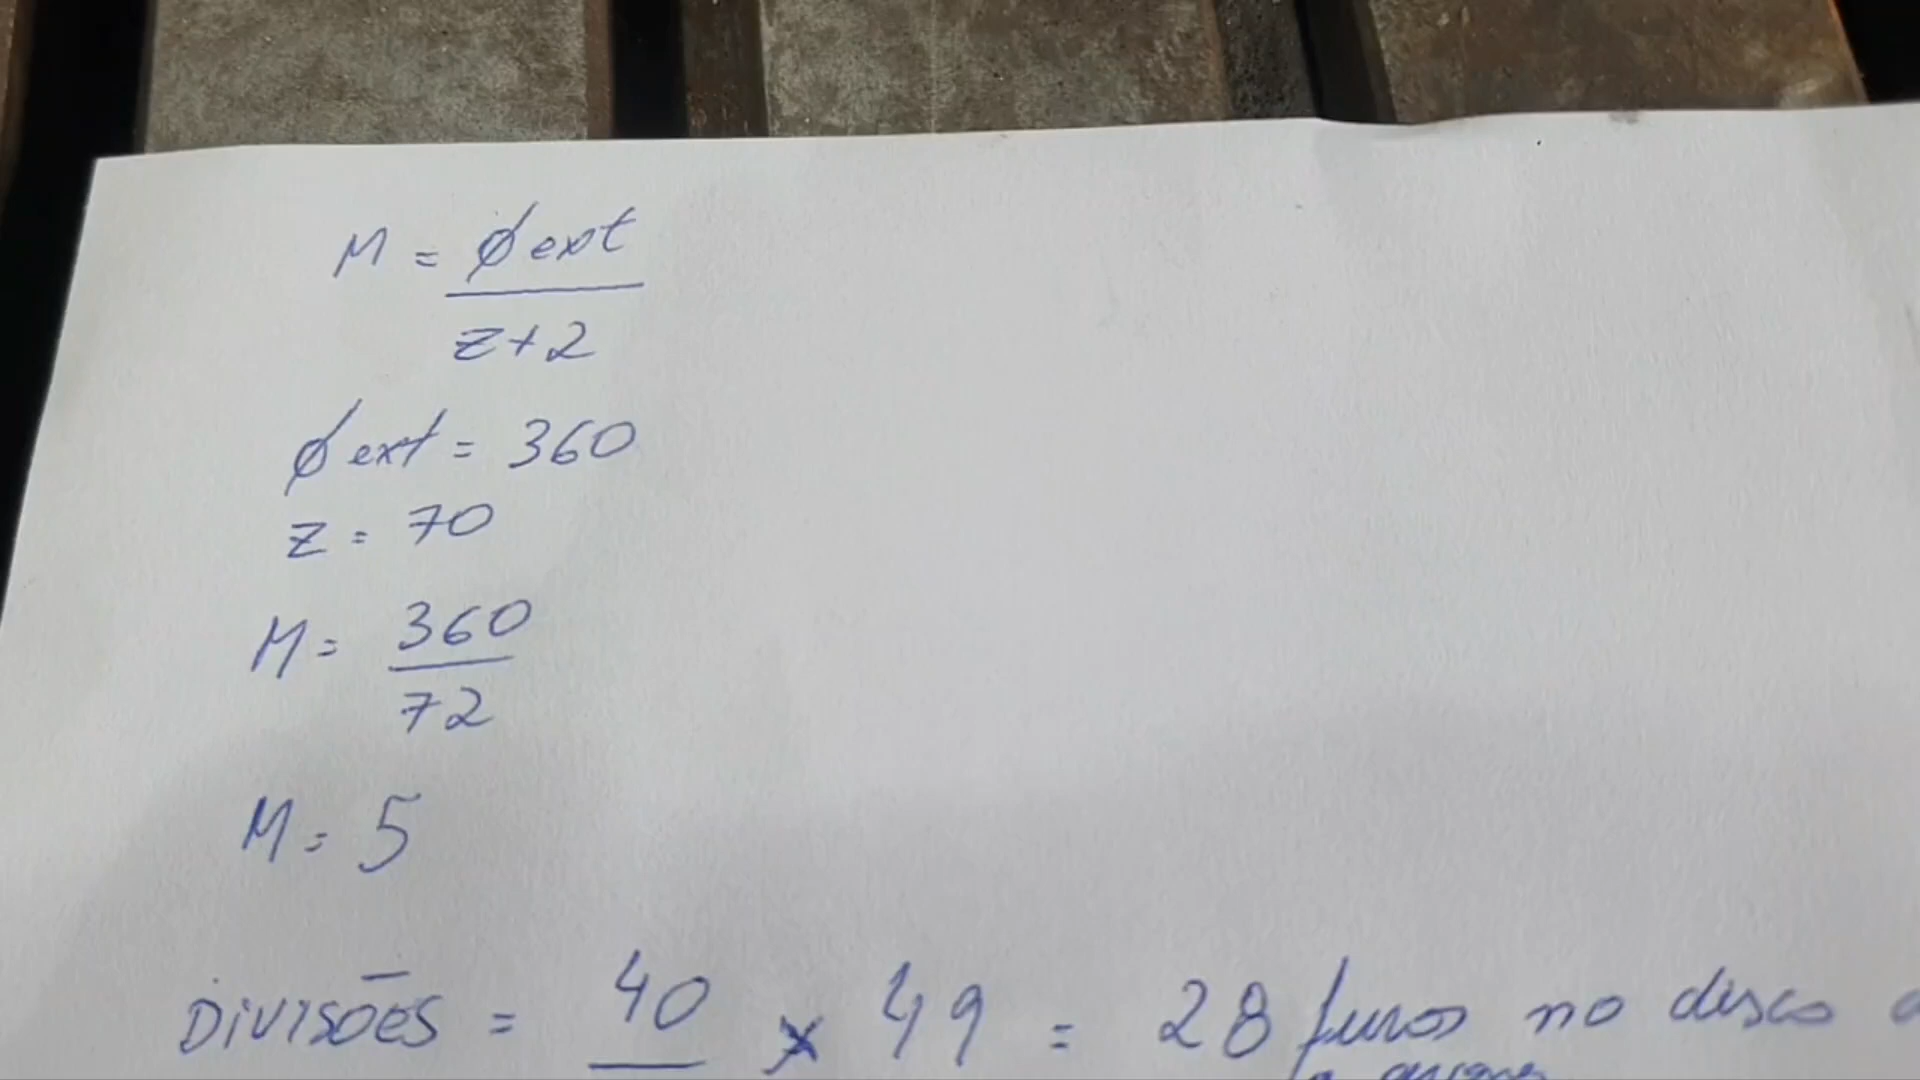 M = ∅ext
z+2
∅ext = 360
z = 70
M = 360
72
M = 5
DIVISÕES = 40 x 49 = 28 furos no disco